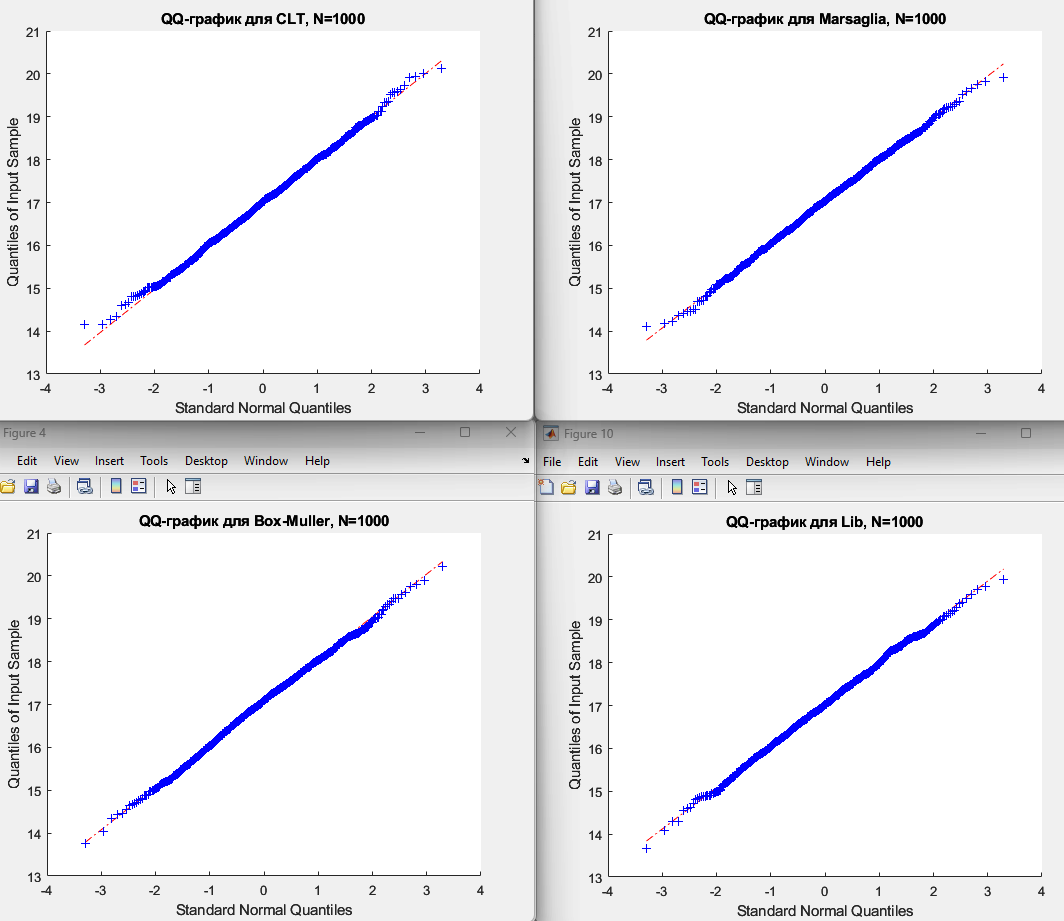 QQ-график для CLT, N=1000
21
20
19
18
17
16
15
14
13
Quantiles of Input Sample
-4 -3 -2 -1 0 1 2 3 4
Standard Normal Quantiles
QQ-график для Marsaglia, N=1000
21
20
19
18
17
16
15
14
13
Quantiles of Input Sample
-4 -3 -2 -1 0 1 2 3 4
Standard Normal Quantiles
Figure 4
Edit View Insert Tools Desktop Window Help
QQ-график для Box-Muller, N=1000
21
20
19
18
17
16
15
14
13
Quantiles of Input Sample
-4 -3 -2 -1 0 1 2 3 4
Standard Normal Quantiles
Figure 10
File Edit View Insert Tools Desktop Window Help
QQ-график для Lib, N=1000
21
20
19
18
17
16
15
14
13
Quantiles of Input Sample
-4 -3 -2 -1 0 1 2 3 4
Standard Normal Quantiles